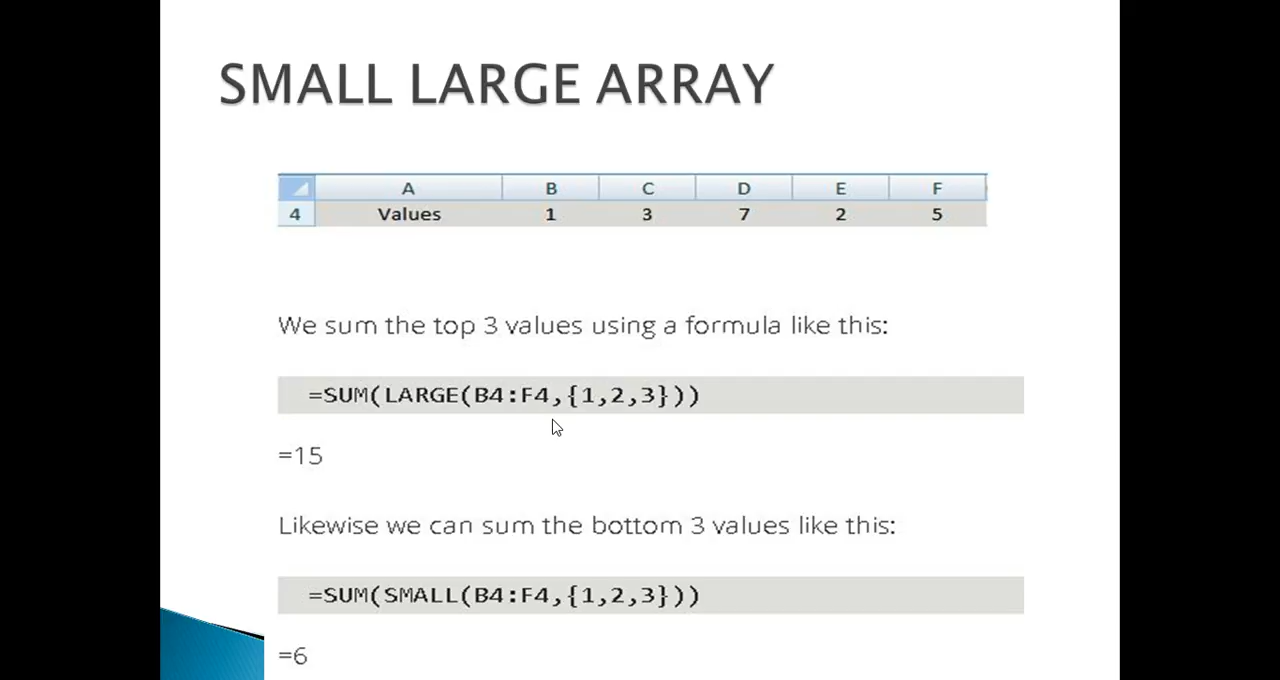 SMALL LARGE ARRAY
A B C D E F
4 Values 1 3 7 2 5
We sum the top 3 values using a formula like this:
=SUM(LARGE(B4:F4,{1,2,3}))
=15
Likewise we can sum the bottom 3 values like this:
=SUM(SMALL(B4:F4,{1,2,3}))
=6